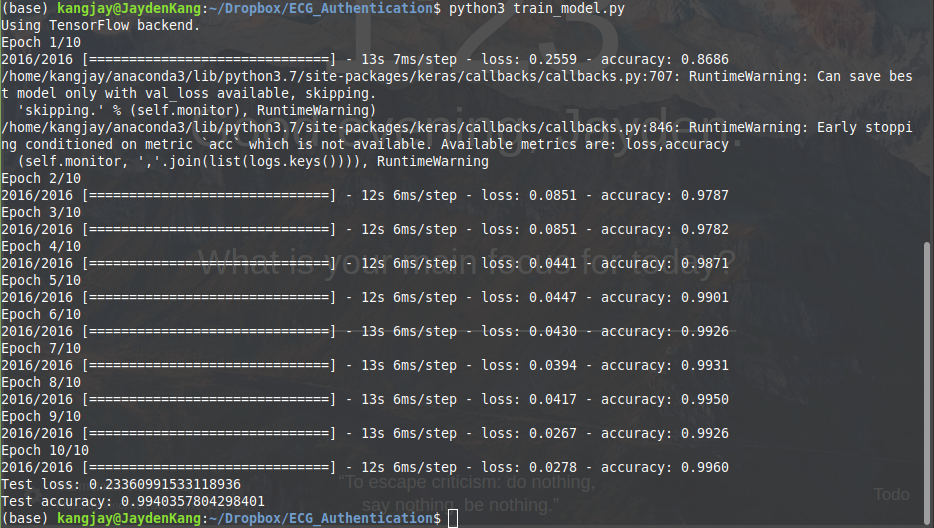 (base) kangjay@JaydenKang:~/Dropbox/ECG_Authentication$ python3 train_model.py
Using TensorFlow backend.
Epoch 1/10
2016/2016 [==============================] - 13s 7ms/step - loss: 0.2559 - accuracy: 0.8686
/home/kangjay/anaconda3/lib/python3.7/site-packages/keras/callbacks/callbacks.py:707: RuntimeWarning: Can save bes
t model only with val_loss available, skipping.
  'skipping.' % (self.monitor), RuntimeWarning)
/home/kangjay/anaconda3/lib/python3.7/site-packages/keras/callbacks/callbacks.py:846: RuntimeWarning: Early stoppi
ng conditioned on metric `acc` which is not available. Available metrics are: loss,accuracy
  (self.monitor, ','.join(list(logs.keys()))), RuntimeWarning
Epoch 2/10
2016/2016 [==============================] - 12s 6ms/step - loss: 0.0851 - accuracy: 0.9787
Epoch 3/10
2016/2016 [==============================] - 12s 6ms/step - loss: 0.0851 - accuracy: 0.9782
Epoch 4/10
2016/2016 [==============================] - 12s 6ms/step - loss: 0.0441 - accuracy: 0.9871
Epoch 5/10
2016/2016 [==============================] - 12s 6ms/step - loss: 0.0447 - accuracy: 0.9901
Epoch 6/10
2016/2016 [==============================] - 13s 6ms/step - loss: 0.0430 - accuracy: 0.9926
Epoch 7/10
2016/2016 [==============================] - 13s 6ms/step - loss: 0.0394 - accuracy: 0.9931
Epoch 8/10
2016/2016 [==============================] - 13s 6ms/step - loss: 0.0417 - accuracy: 0.9950
Epoch 9/10
2016/2016 [==============================] - 13s 6ms/step - loss: 0.0267 - accuracy: 0.9926
Epoch 10/10
2016/2016 [==============================] - 12s 6ms/step - loss: 0.0278 - accuracy: 0.9960
Test loss: 0.23360991533118936
Test accuracy: 0.9940357804298401
(base) kangjay@JaydenKang:~/Dropbox/ECG_Authentication$
evening, Jayden.
What is your main focus for today?
"To escape criticism: do nothing,
say nothing, be nothing."
Todo